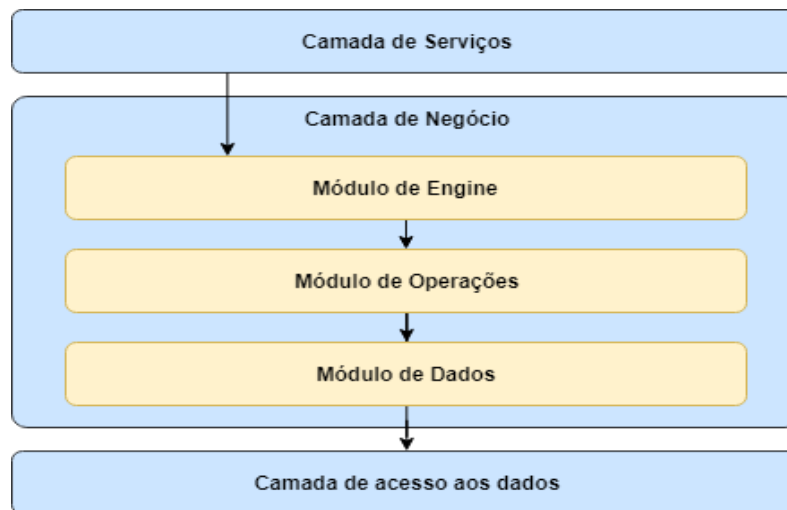 Camada de Serviços
Camada de Negócio
Módulo de Engine
Módulo de Operações
Módulo de Dados
Camada de acesso aos dados